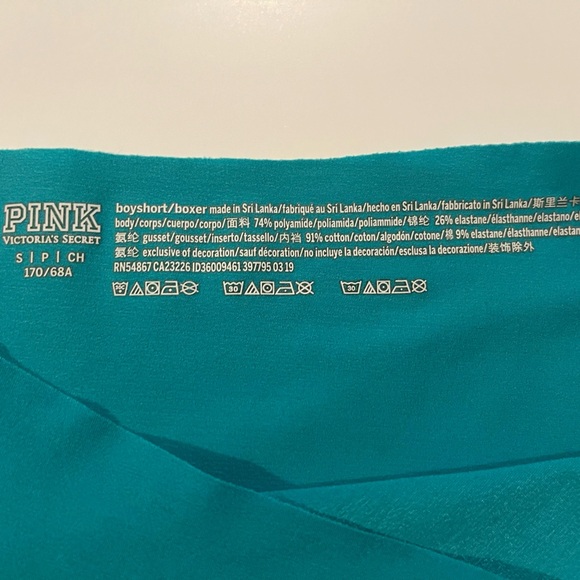 PINK
VICTORIA'S SECRET
S | P | CH
170/68A
boyshort/boxer made in Sri Lanka/fabriqué au Sri Lanka/hecho en Sri Lanka/fabbricato in Sri Lanka/斯里兰卡
body/corps/cuerpo/corpo/面料 74% polyamide/poliamida/poliammide/锦纶 26% elastane/élasthanne/elastano/el
氨纶 gusset/gousset/inserto/tassello/内裆 91% cotton/coton/algodón/cotone/棉 9% elastane/élasthanne/elastan
氨纶 exclusive of decoration/sauf décoration/no incluye la decoración/esclusa la decorazione/装饰除外
RN54867 CA23226 ID36009461 397795 03 19
30 30